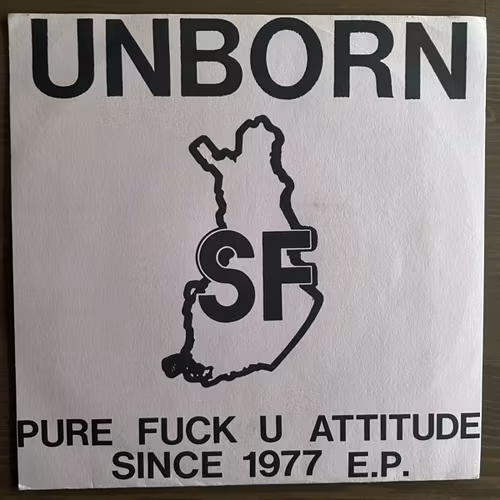 UNBORN
SF
PURE FUCK U ATTITUDE
SINCE 1977 E.P.